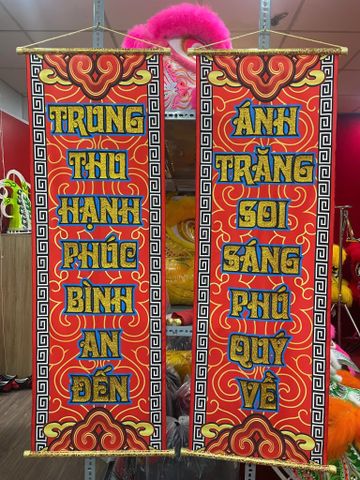 TRUNG
THU
HẠNH
PHÚC
BÌNH
AN
ĐẾN
ÁNH
TRĂNG
SOI
SÁNG
PHÚ
QUÝ
VỀ